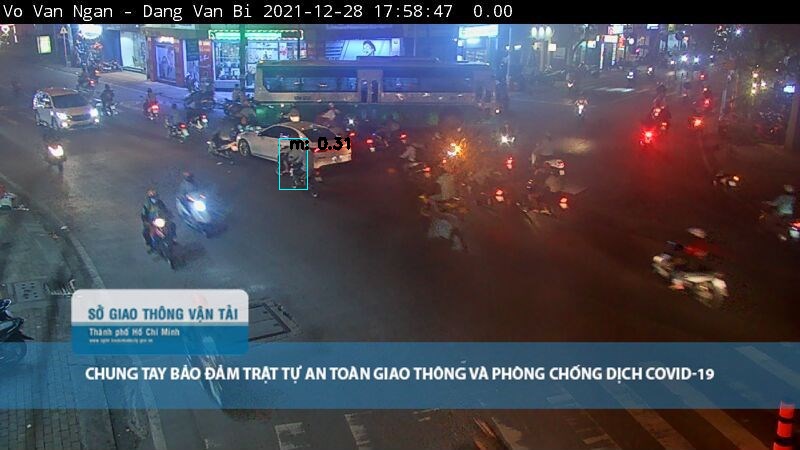 Vo Van Ngan - Dang Van Bi 2021-12-28 17:58:47 0.00
m: 0.31
SỞ GIAO THÔNG VẬN TẢI
Thành phố Hồ Chí Minh
CHUNG TAY BẢO ĐẢM TRẬT TỰ AN TOÀN GIAO THÔNG VÀ PHÒNG CHỐNG DỊCH COVID-19